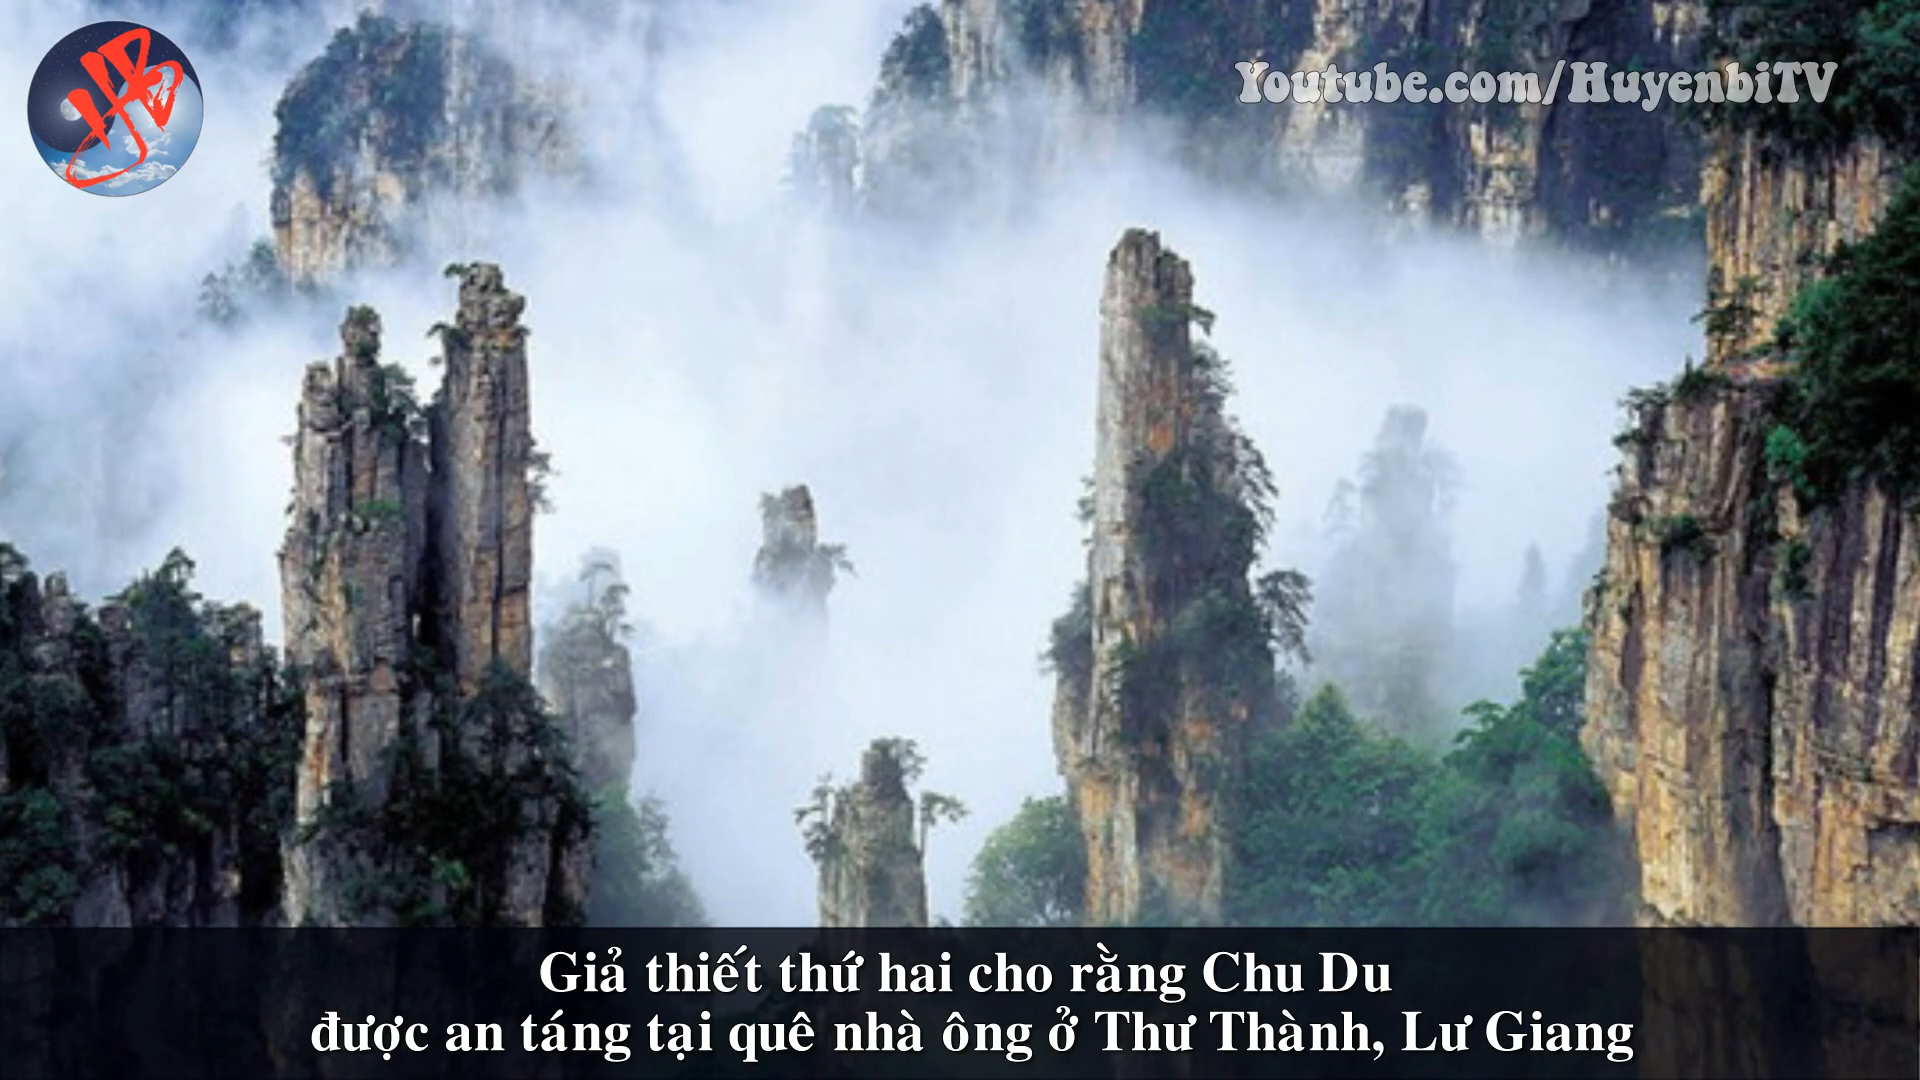 Youtube.com/HuyenbiTV
Giả thiết thứ hai cho rằng Chu Du
được an táng tại quê nhà ông ở Thư Thành, Lư Giang